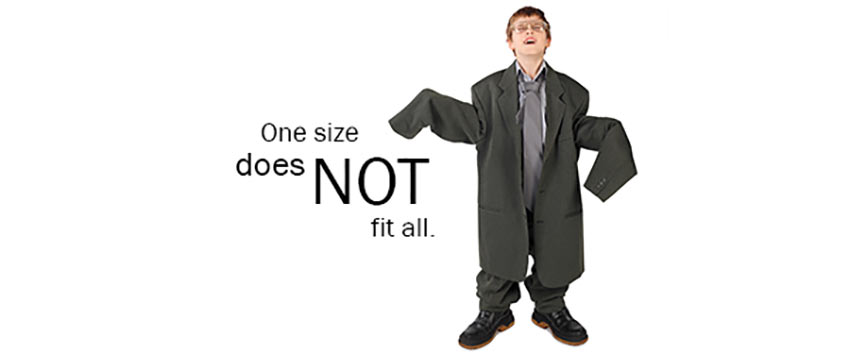 One size
does NOT
fit all.